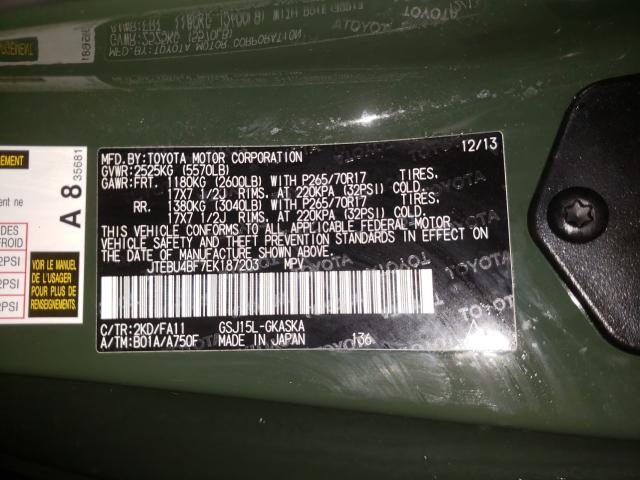 MFD.BY:TOYOTA MOTOR CORPORATION 12/13
GVWR:2525KG (5570LB)
GAWR:FRT. 1180KG (2600LB) WITH P265/70R17 TIRES,
17X7 1/2J RIMS, AT 220KPA (32PSI) COLD.
RR. 1380KG (3040LB) WITH P265/70R17 TIRES,
17X7 1/2J RIMS, AT 220KPA (32PSI) COLD.
THIS VEHICLE CONFORMS TO ALL APPLICABLE FEDERAL MOTOR
VEHICLE SAFETY AND THEFT PREVENTION STANDARDS IN EFFECT ON
THE DATE OF MANUFACTURE SHOWN ABOVE.
JTEBU4BF7EK187203 MPV
C/TR:2KD/FA11 GSJ15L-GKASKA
A/TM:B01A/A750F MADE IN JAPAN 136
TOYOTA
A 8 35681
VOIR LE
MANUEL DE
L'USAGER
POUR PLUS DE
RENSEIGNEMENTS